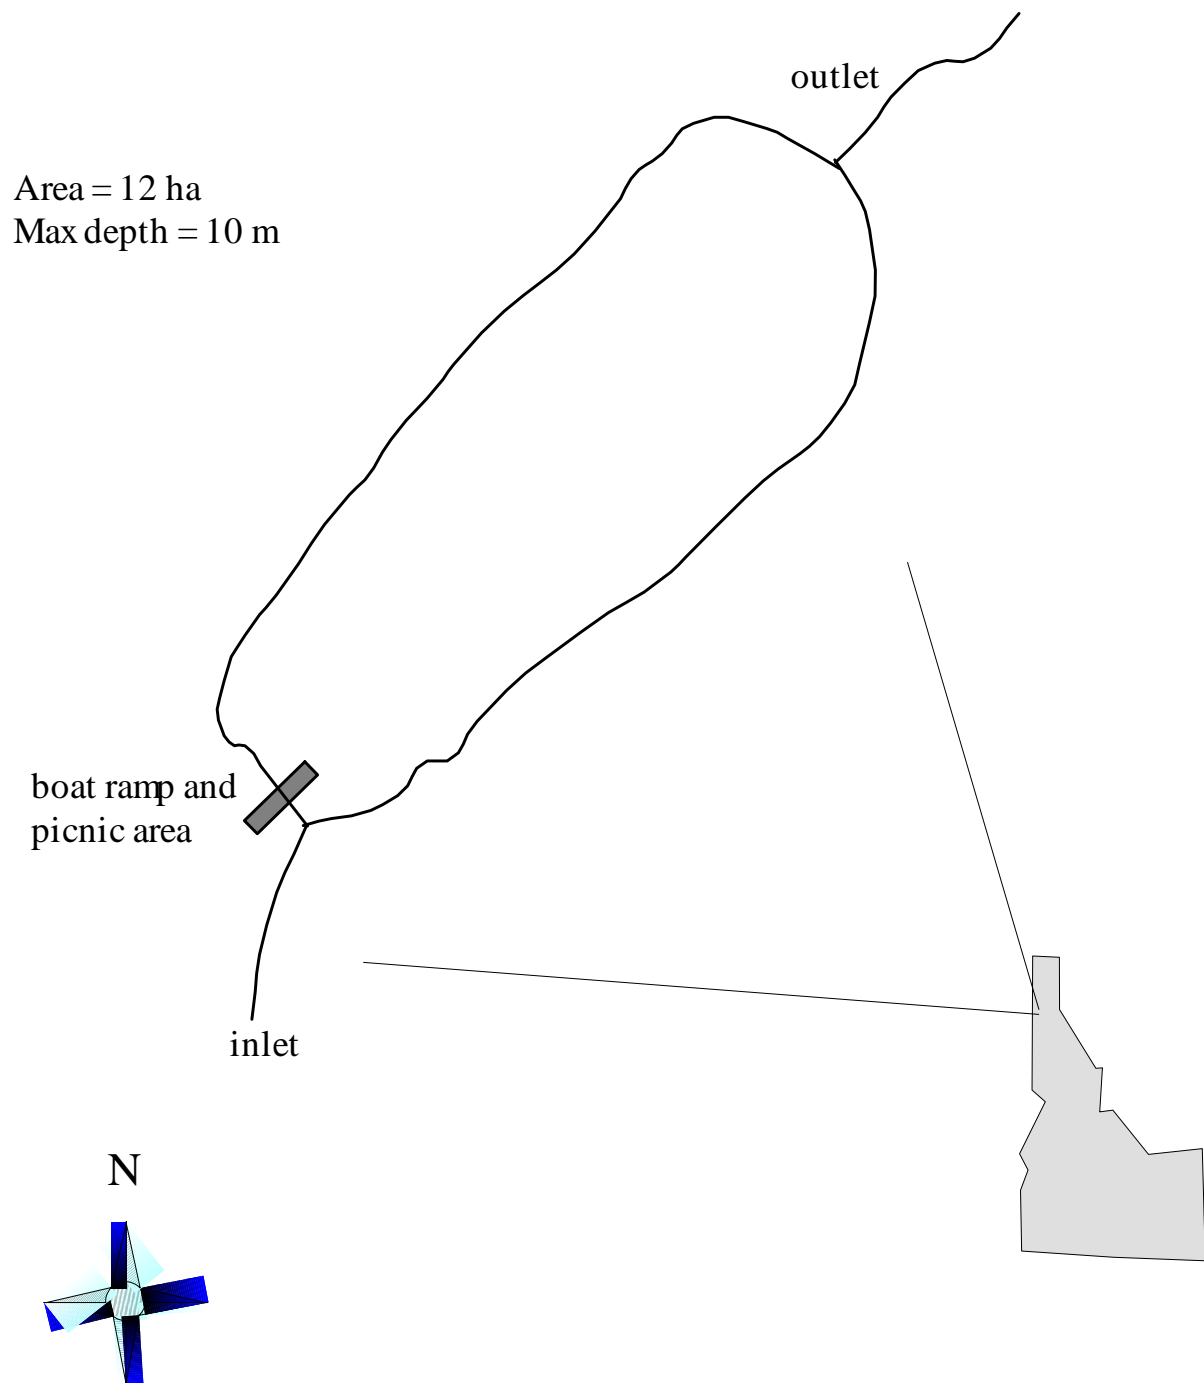 outlet
Area = 12 ha
Max depth = 10 m
boat ramp and
picnic area
inlet
N